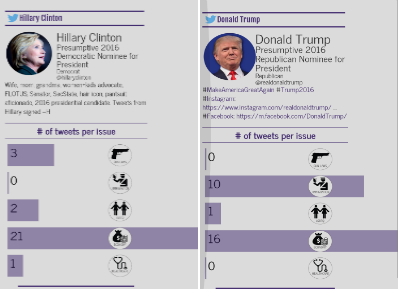 Hillary Clinton
Hillary Clinton
Presumptive 2016
Democratic Nominee for
President
Democrat
@hillaryclinton
#Wife, mom, grandma, women+kids advocate,
FLOTUS, Senator, SecState, hair icon, pantsuit
aficionado, 2016 presidential candidate. Tweets from
Hillary signed –H
# of tweets per issue
3
0
2
21
1
Donald Trump
Donald Trump
Presumptive 2016
Republican Nominee for
President
Republican
@realdonaldtrump
#MakeAmericaGreatAgain #Trump2016
#Instagram:
https://www.instagram.com/realdonaldtrump/ ...
#Facebook: https://m.facebook.com/DonaldTrump/
# of tweets per issue
0
10
1
16
0